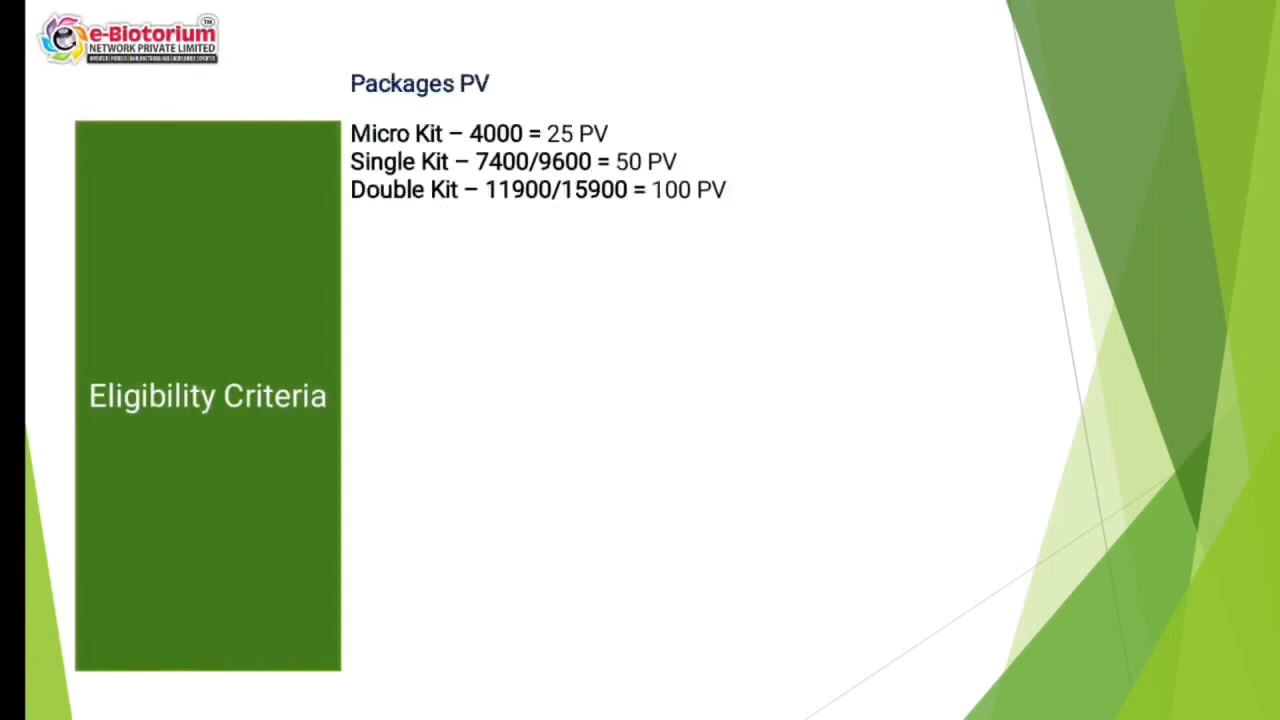 e-Biotorium
TM
NETWORK PRIVATE LIMITED
Packages PV
Micro Kit – 4000 = 25 PV
Single Kit – 7400/9600 = 50 PV
Double Kit – 11900/15900 = 100 PV
Eligibility Criteria